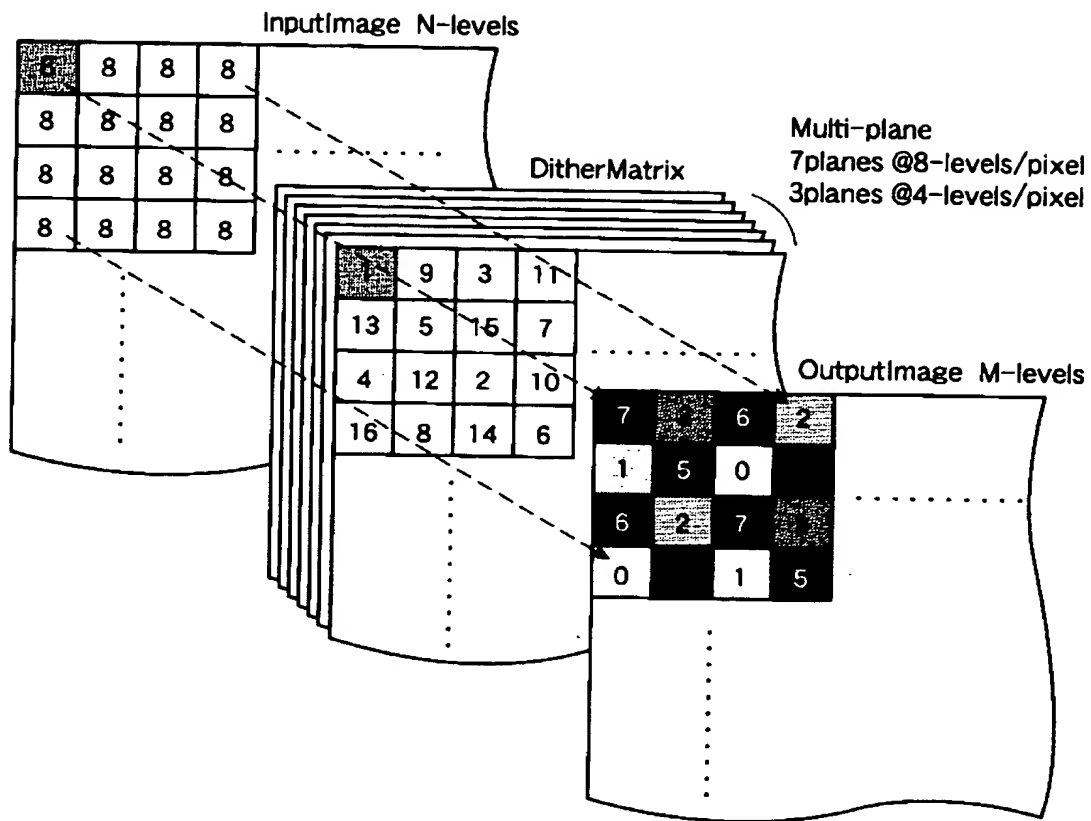 InputImage N-levels
8 8 8 8
8 8 8 8
8 8 8 8
8 8 8 8
Multi-plane
7planes @8-levels/pixel
3planes @4-levels/pixel
DitherMatrix
1 9 3 11
13 5 15 7
4 12 2 10
16 8 14 6
OutputImage M-levels
7 6 2
1 5 0
6 2 7
0 1 5